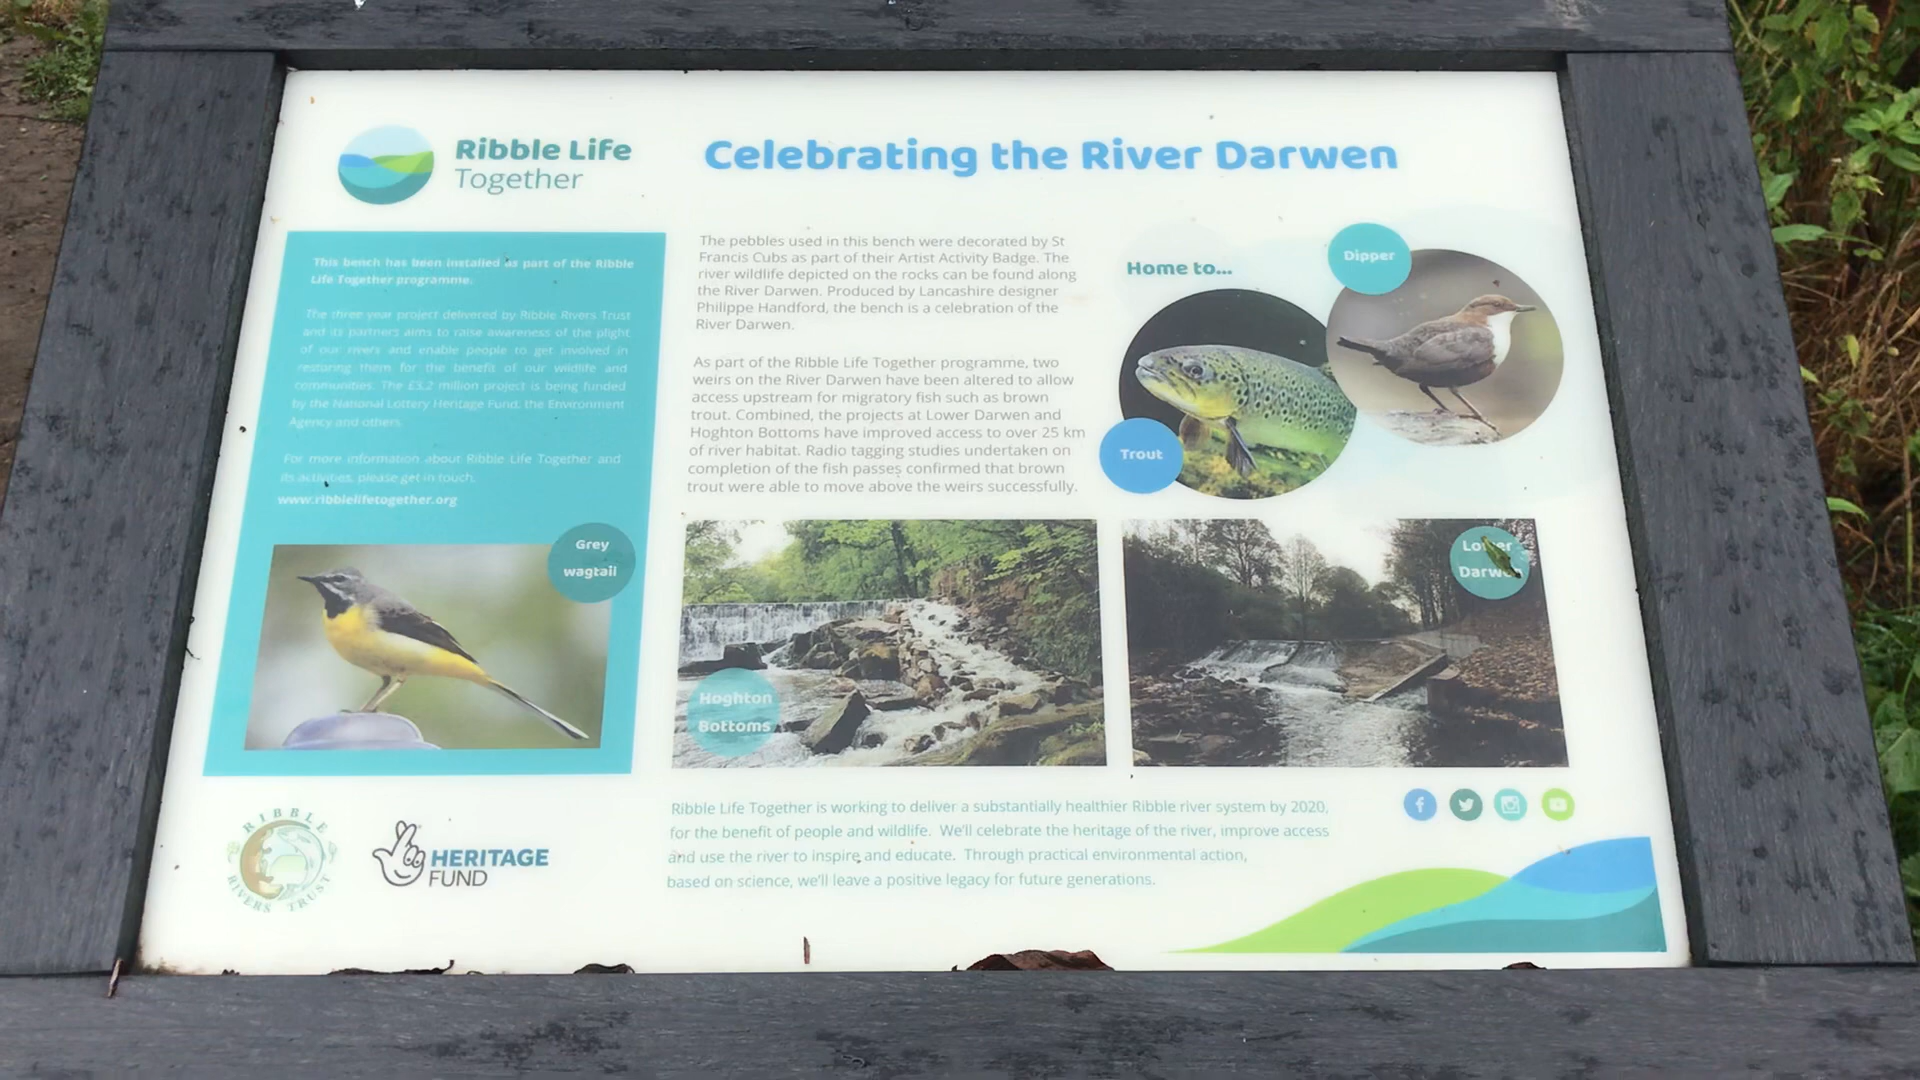 Ribble Life
Together
Celebrating the River Darwen
This bench has been installed as part of the Ribble
Life Together programme.
The three year project delivered by Ribble Rivers Trust
and its partners aims to raise awareness of the plight
of our rivers and enable people to get involved in
restoring them for the benefit of our wildlife and
communities. The £3.2 million project is being funded
by the National Lottery Heritage Fund, the Environment
Agency and others.
For more information about Ribble Life Together and
its activities, please get in touch.
www.ribblelifetogether.org
Grey
wagtail
The pebbles used in this bench were decorated by St
Francis Cubs as part of their Artist Activity Badge. The
river wildlife depicted on the rocks can be found along
the River Darwen. Produced by Lancashire designer
Philippe Handford, the bench is a celebration of the
River Darwen.
As part of the Ribble Life Together programme, two
weirs on the River Darwen have been altered to allow
access upstream for migratory fish such as brown
trout. Combined, the projects at Lower Darwen and
Hoghton Bottoms have improved access to over 25 km
of river habitat. Radio tagging studies undertaken on
completion of the fish passes confirmed that brown
trout were able to move above the weirs successfully.
Home to...
Dipper
Trout
Hoghton
Bottoms
Lower
Darwen
RIBBLE
RIVERS TRUST
HERITAGE
FUND
Ribble Life Together is working to deliver a substantially healthier Ribble river system by 2020,
for the benefit of people and wildlife. We'll celebrate the heritage of the river, improve access
and use the river to inspire and educate. Through practical environmental action,
based on science, we'll leave a positive legacy for future generations.